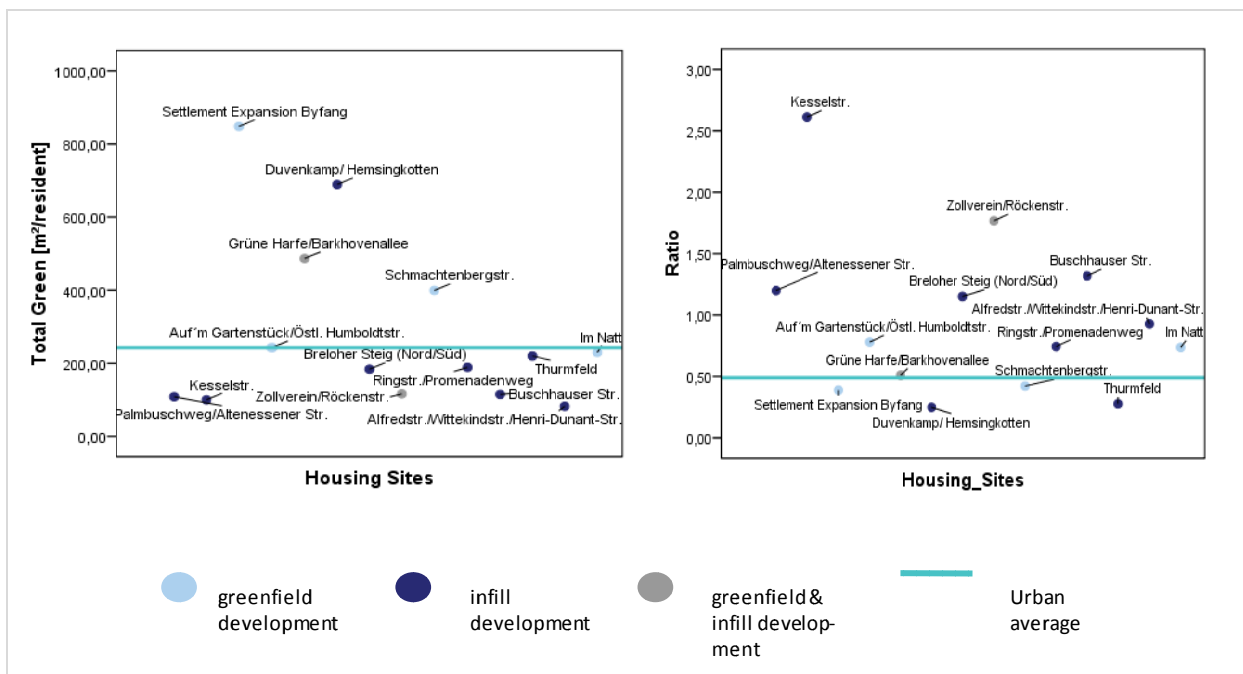 Total Green [m²/resident]
1000,00
800,00
600,00
400,00
200,00
0,00
Settlement Expansion Byfang
Duvenkamp/ Hemsingkotten
Grüne Harfe/Barkhovenallee
Schmachtenbergstr.
Auf´m Gartenstück/Östl. Humboldtstr.
Im Natt
Breloher Steig (Nord/Süd)
Thurmfeld
Ringstr./Promenadenweg
Kesselstr.
Zollverein/Röckenstr.
Buschhauser Str.
Palmbuschweg/Altenessener Str.
Alfredstr./Wittekindstr./Henri-Dunant-Str.
Housing Sites
Ratio
3,00
2,50
2,00
1,50
1,00
0,50
0,00
Kesselstr.
Zollverein/Röckenstr.
Palmbuschweg/Altenessener Str.
Buschhauser Str.
Breloher Steig (Nord/Süd)
Alfredstr./Wittekindstr./Henri-Dunant-Str.
Auf´m Gartenstück/Östl. Humboldtstr.
Ringstr./Promenadenweg
Im Natt
Grüne Harfe/Barkhovenallee
Schmachtenbergstr.
Thurmfeld
Settlement Expansion Byfang
Duvenkamp/ Hemsingkotten
Housing_Sites
greenfield
development
infill
development
greenfield &
infill develop-
ment
Urban
average